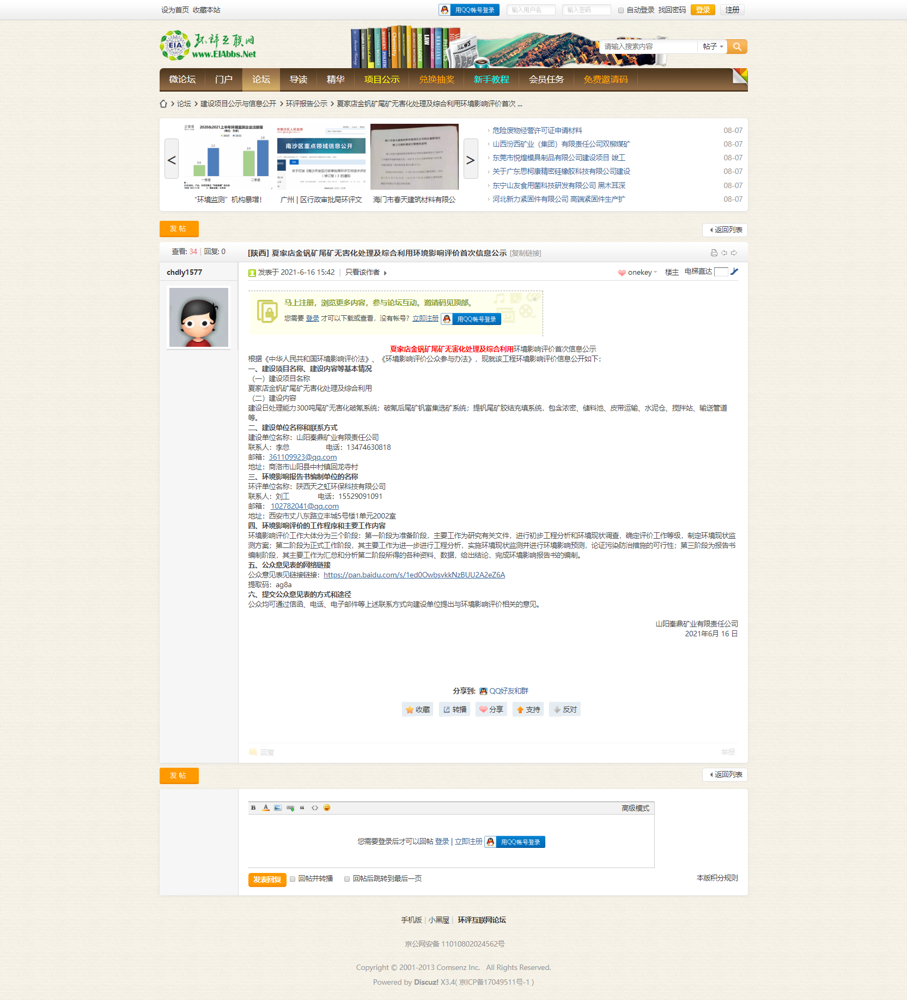 设为首页 收藏本站
用QQ帐号登录 输入用户名 输入密码 自动登录 找回密码 登录 注册
EIA 环评互联网
www.EIAbbs.Net
请输入搜索内容 帖子
微论坛 门户 论坛 导读 精华 项目公示 兑换抽奖 新手教程 会员任务 免费邀请码
论坛 建设项目公示与信息公开 环评报告公示 夏家店金钒矿尾矿无害化处理及综合利用环境影响评价首次 ...
2020&2021上半年环境监测企业注册量
一季度 二季度
南沙区重点领域信息公开
“环境监测”机构暴增!
广州 | 区行政审批局环评文
海门市春天建筑材料有限公
危险废物经营许可证申请材料 08-07
山西汾西矿业（集团）有限责任公司双柳煤矿 08-07
东莞市悦煌模具制品有限公司建设项目 竣工 08-07
关于广东思柯康精密硅橡胶科技有限公司建设 08-07
东宁山友食用菌科技研发有限公司 黑木耳深 08-07
河北新力紧固件有限公司 高端紧固件生产扩 08-07
发帖
返回列表
查看: 34 | 回复: 0
[陕西] 夏家店金钒矿尾矿无害化处理及综合利用环境影响评价首次信息公示 [复制链接]
chdly1577
发表于 2021-6-16 15:42 | 只看该作者
onekey 楼主 电梯直达
马上注册，浏览更多内容，参与论坛互动。邀请码见顶部。
x
您需要 登录 才可以下载或查看，没有帐号？立即注册 用QQ帐号登录
夏家店金钒矿尾矿无害化处理及综合利用环境影响评价首次信息公示
根据《中华人民共和国环境影响评价法》、《环境影响评价公众参与办法》，现就该工程环境影响评价信息公开如下：
一、建设项目名称、建设内容等基本情况
（一）建设项目名称
夏家店金钒矿尾矿无害化处理及综合利用
（二）建设内容
建设日处理能力300吨尾矿无害化破氰系统；破氰后尾矿钒富集选矿系统；提钒尾矿胶结充填系统，包含浓密、储料池、皮带运输、水泥仓、搅拌站、输送管道
等。
二、建设单位名称和联系方式
建设单位名称：山阳秦鼎矿业有限责任公司
联系人：李总 电话：13474630818
邮箱：361109923@qq.com
地址：商洛市山阳县中村镇回龙寺村
三、环境影响报告书编制单位的名称
环评单位名称：陕西天之虹环保科技有限公司
联系人：刘工 电话：15529091091
邮箱： 102782041@qq.com
地址：西安市丈八东路立丰城5号楼1单元2002室
四、环境影响评价的工作程序和主要工作内容
环境影响评价工作大体分为三个阶段：第一阶段为准备阶段，主要工作为研究有关文件，进行初步工程分析和环境现状调查，确定评价工作等级，制定环境现状监
测方案；第二阶段为正式工作阶段，其主要工作为进一步进行工程分析，实施环境现状监测并进行环境影响预测，论证污染防治措施的可行性；第三阶段为报告书
编制阶段，其主要工作为汇总和分析第二阶段所得的各种资料、数据，给出结论，完成环境影响报告书的编制。
五、公众意见表的网络链接
公众意见表见链接链接：https://pan.baidu.com/s/1ed0OwbsvkkNzBUU2A2eZ6A
提取码：ag8a
六、提交公众意见表的方式和途径
公众均可通过信函、电话、电子邮件等上述联系方式向建设单位提出与环境影响评价相关的意见。
山阳秦鼎矿业有限责任公司
2021年6月 16 日
分享到: QQ好友和群
收藏 转播 分享 支持 反对
回复 举报
发帖
返回列表
B A “ <> 高级模式
您需要登录后才可以回帖 登录 | 立即注册 用QQ帐号登录
发表回复 回帖并转播 回帖后跳转到最后一页 本版积分规则
手机版 | 小黑屋 | 环评互联网论坛
京公网安备 11010802024562号
Copyright © 2001-2013 Comsenz Inc. All Rights Reserved.
Powered by Discuz! X3.4( 京ICP备17049511号-1 )